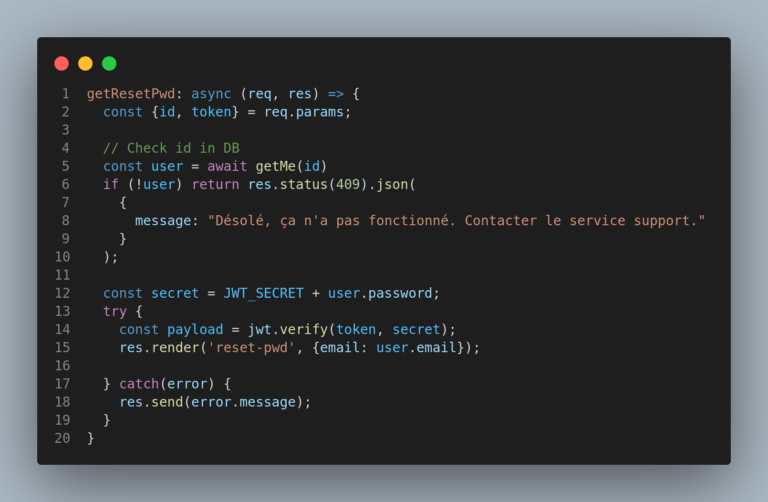 1 getResetPwd: async (req, res) => {
2 const {id, token} = req.params;
3
4 // Check id in DB
5 const user = await getMe(id)
6 if (!user) return res.status(409).json(
7 {
8 message: "Désolé, ça n'a pas fonctionné. Contacter le service support."
9 }
10 );
11
12 const secret = JWT_SECRET + user.password;
13 try {
14 const payload = jwt.verify(token, secret);
15 res.render('reset-pwd', {email: user.email});
16
17 } catch(error) {
18 res.send(error.message);
19 }
20 }